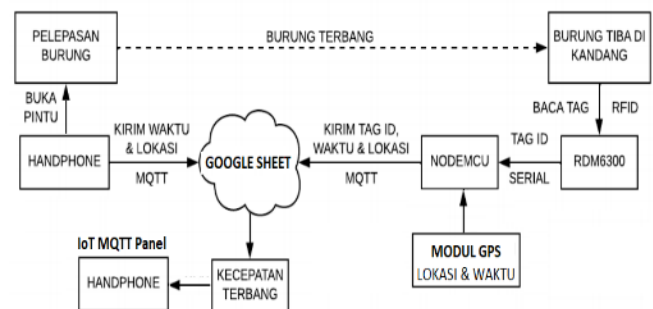 PELEPASAN
BURUNG
BURUNG TERBANG
BURUNG TIBA DI
KANDANG
BUKA
PINTU
BACA TAG
RFID
HANDPHONE
KIRIM WAKTU
& LOKASI
MQTT
GOOGLE SHEET
KIRIM TAG ID,
WAKTU & LOKASI
MQTT
NODEMCU
TAG ID
SERIAL
RDM6300
IoT MQTT Panel
HANDPHONE
KECEPATAN
TERBANG
MODUL GPS
LOKASI & WAKTU